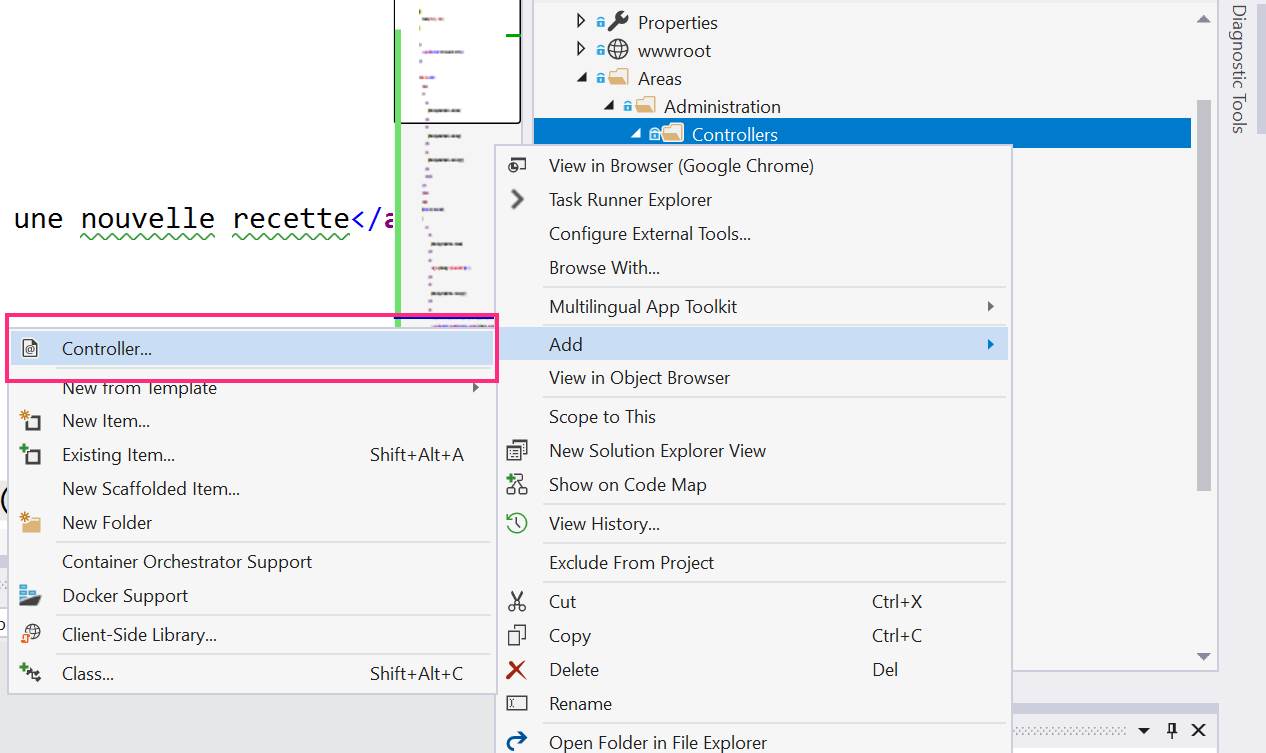 Properties
wwwroot
Areas
Administration
Controllers
Diagnostic Tools
une nouvelle recette</a
View in Browser (Google Chrome)
Task Runner Explorer
Configure External Tools...
Browse With...
Multilingual App Toolkit
Add
View in Object Browser
Scope to This
New Solution Explorer View
Show on Code Map
View History...
Exclude From Project
Cut Ctrl+X
Copy Ctrl+C
Delete Del
Rename
Open Folder in File Explorer
Controller...
New from Template
New Item...
Existing Item... Shift+Alt+A
New Scaffolded Item...
New Folder
Container Orchestrator Support
Docker Support
Client-Side Library...
Class... Shift+Alt+C